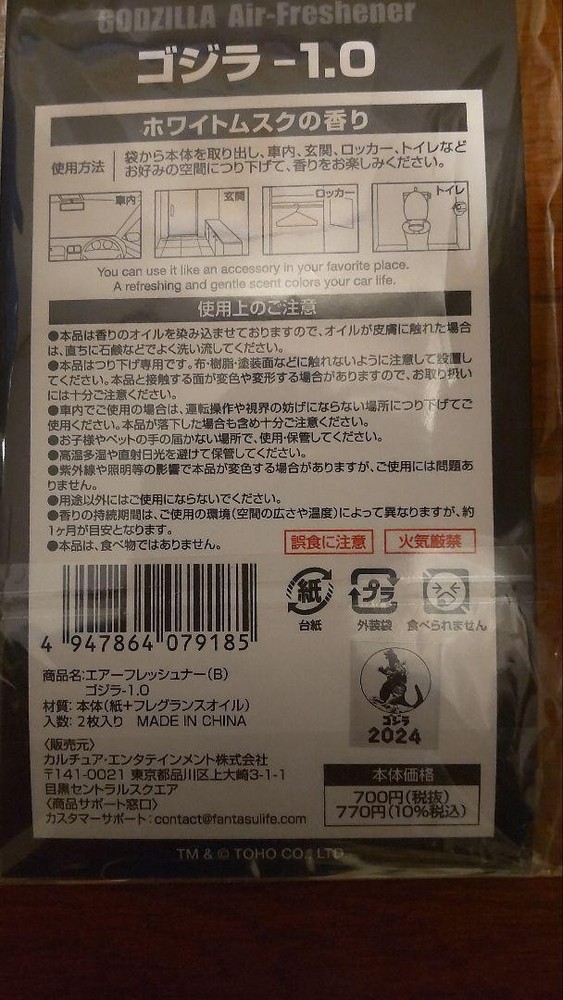 GODZILLA Air-Freshener
ゴジラ-1.0
ホワイトムスクの香り
使用方法
袋から本体を取り出し、車内、玄関、ロッカー、トイレなど
お好みの空間につり下げて、香りをお楽しみください。
車内
玄関
ロッカー
トイレ
You can use it like an accessory in your favorite place.
A refreshing and gentle scent colors your car life.
使用上のご注意
●本品は香りのオイルを染み込ませておりますので、オイルが皮膚に触れた場合
は、直ちに石鹸などでよく洗い流してください。
●本品はつり下げ専用です。布・樹脂・塗装面などに触れないように注意して設置し
てください。本品と接触する面が変色や変形する場合がありますので、お取り扱い
には十分ご注意ください。
●車内でご使用の場合は、運転操作や視界の妨げにならない場所につり下げてご
使用ください。本品が落下した場合も含め十分ご注意ください。
●お子様やペットの手の届かない場所で、使用・保管してください。
●高温多湿や直射日光を避けて保管してください。
●紫外線や照明等の影響で本品が変色する場合がありますが、ご使用には問題あ
りません。
●用途以外にはご使用にならないでください。
●香りの持続期間は、ご使用の環境(空間の広さや温度)によって異なりますが、約
1ヶ月が目安となります。
●本品は、食べ物ではありません。
誤食に注意
火気厳禁
紙
台紙
プラ
外装袋
食べられません
4 947864 079185
商品名:エアーフレッシュナー(B)
ゴジラ-1.0
材質:本体(紙+フレグランスオイル)
入数:2枚入り MADE IN CHINA
ゴジラ
2024
〈販売元〉
カルチュア・エンタテインメント株式会社
〒141-0021 東京都品川区上大崎3-1-1
目黒セントラルスクエア
〈商品サポート窓口〉
カスタマーサポート:contact@fantasulife.com
本体価格
700円(税抜)
770円(10%税込)
TM & © TOHO CO., LTD.